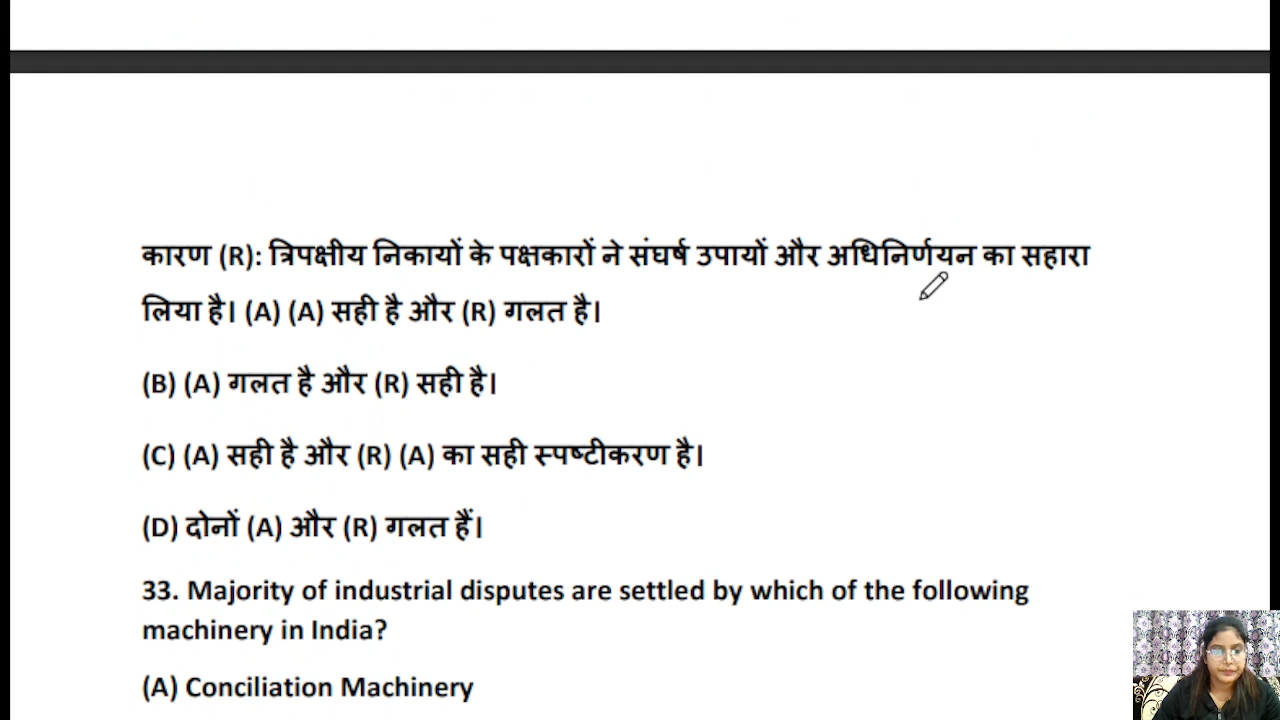 कारण (R): त्रिपक्षीय निकायों के पक्षकारों ने संघर्ष उपायों और अधिनिर्णयन का सहारा
लिया है। (A) (A) सही है और (R) गलत है।
(B) (A) गलत है और (R) सही है।
(C) (A) सही है और (R) (A) का सही स्पष्टीकरण है।
(D) दोनों (A) और (R) गलत हैं।
33. Majority of industrial disputes are settled by which of the following
machinery in India?
(A) Conciliation Machinery